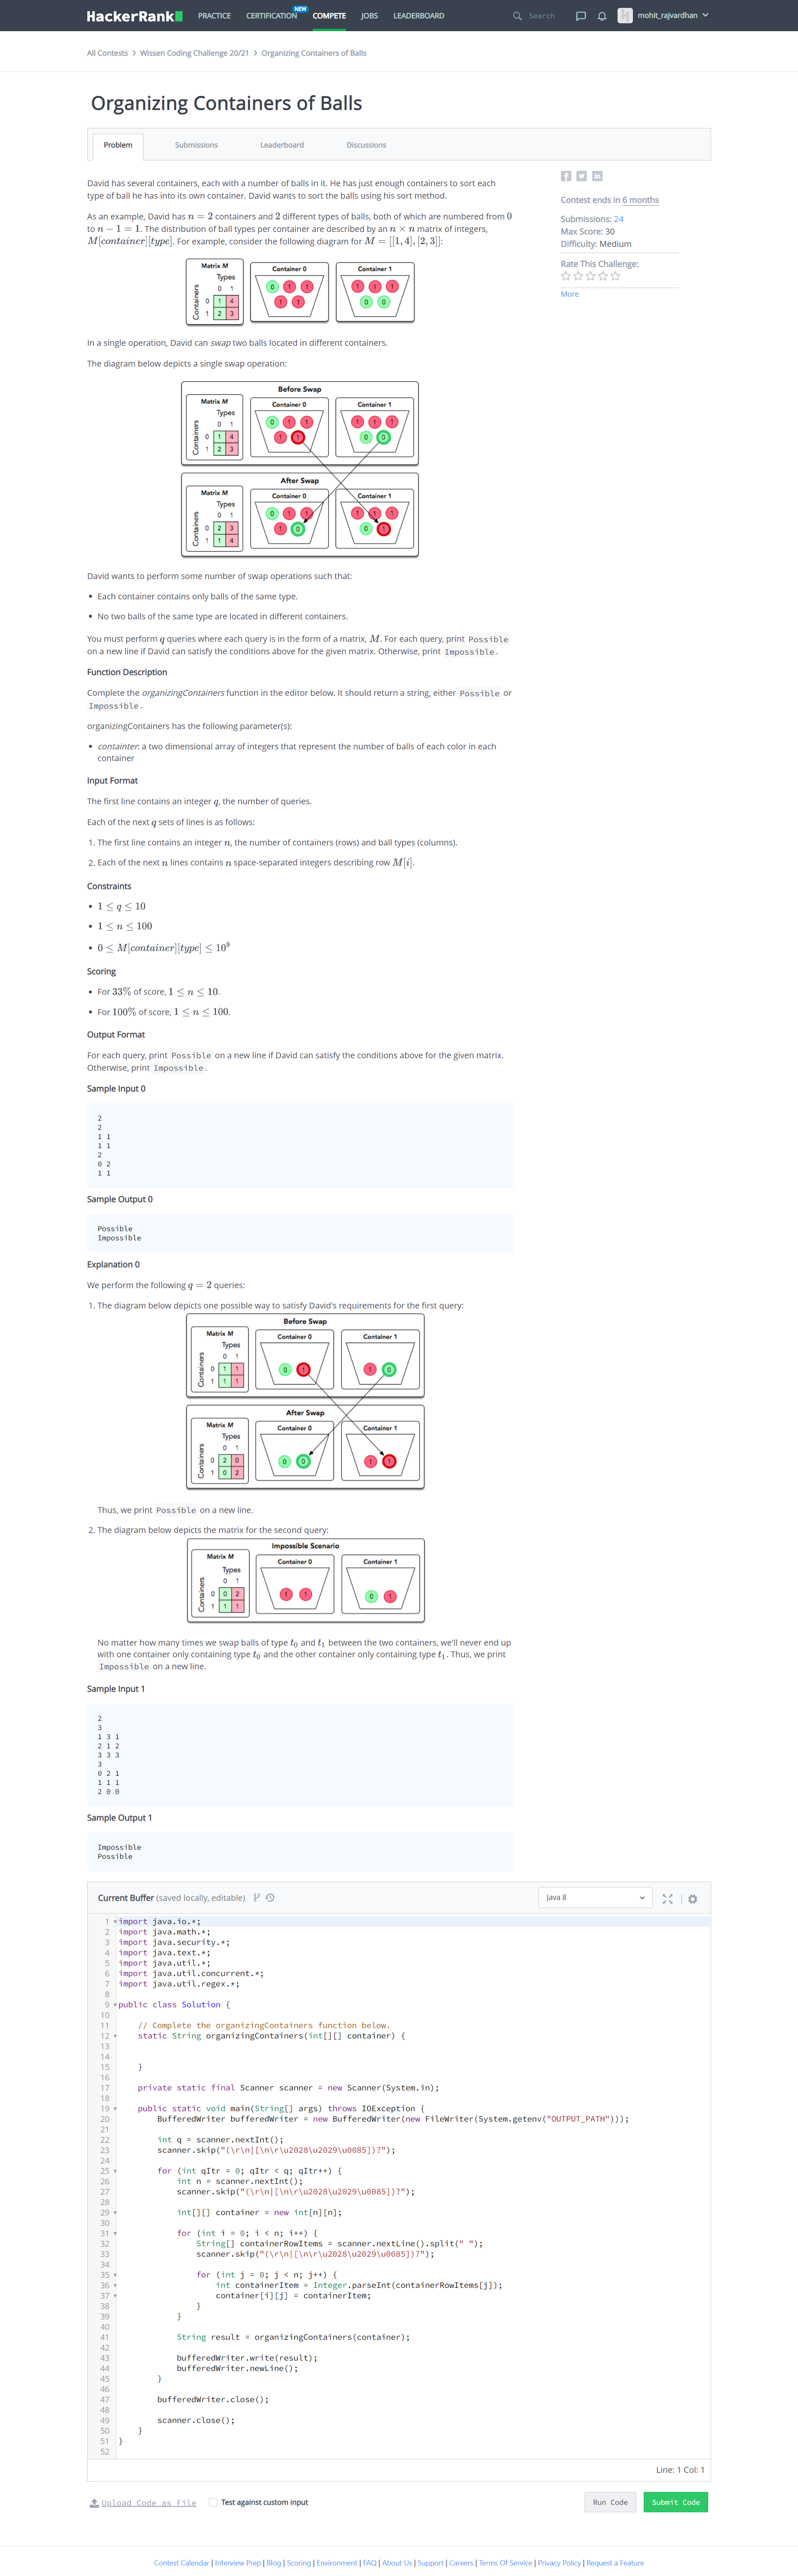 HackerRank
PRACTICE CERTIFICATION NEW COMPETE JOBS LEADERBOARD Search mohit_rajvardhan
All Contests > Wissen Coding Challenge 20/21 > Organizing Containers of Balls
Organizing Containers of Balls
Problem Submissions Leaderboard Discussions
David has several containers, each with a number of balls in it. He has just enough containers to sort each
type of ball he has into its own container. David wants to sort the balls using his sort method.
As an example, David has n = 2 containers and 2 different types of balls, both of which are numbered from 0
to n − 1 = 1. The distribution of ball types per container are described by an n × n matrix of integers,
M[container][type]. For example, consider the following diagram for M = [[1, 4], [2, 3]]:
Matrix M
Types
0 1
Containers
0 1 4
1 2 3
Container 0
0 1 1
1 1
Container 1
1 1 1
0 0
In a single operation, David can swap two balls located in different containers.
The diagram below depicts a single swap operation:
Before Swap
Matrix M
Types
0 1
Containers
0 1 4
1 2 3
Container 0
0 1 1
1 1
Container 1
1 1 1
0 0
After Swap
Matrix M
Types
0 1
Containers
0 2 3
1 1 4
Container 0
0 1 1
1 0
Container 1
1 1 1
0 1
David wants to perform some number of swap operations such that:
• Each container contains only balls of the same type.
• No two balls of the same type are located in different containers.
You must perform q queries where each query is in the form of a matrix, M. For each query, print Possible
on a new line if David can satisfy the conditions above for the given matrix. Otherwise, print Impossible.
Function Description
Complete the organizingContainers function in the editor below. It should return a string, either Possible or
Impossible.
organizingContainers has the following parameter(s):
• containter: a two dimensional array of integers that represent the number of balls of each color in each
container
Input Format
The first line contains an integer q, the number of queries.
Each of the next q sets of lines is as follows:
1. The first line contains an integer n, the number of containers (rows) and ball types (columns).
2. Each of the next n lines contains n space-separated integers describing row M[i].
Constraints
• 1 ≤ q ≤ 10
• 1 ≤ n ≤ 100
• 0 ≤ M[container][type] ≤ 10⁹
Scoring
• For 33% of score, 1 ≤ n ≤ 10.
• For 100% of score, 1 ≤ n ≤ 100.
Output Format
For each query, print Possible on a new line if David can satisfy the conditions above for the given matrix.
Otherwise, print Impossible.
Sample Input 0
2
2
1 1
1 1
2
0 2
1 1
Sample Output 0
Possible
Impossible
Explanation 0
We perform the following q = 2 queries:
1. The diagram below depicts one possible way to satisfy David's requirements for the first query:
Before Swap
Matrix M
Types
0 1
Containers
0 1 1
1 1 1
Container 0
0 1
Container 1
1 0
After Swap
Matrix M
Types
0 1
Containers
0 2 0
1 0 2
Container 0
0 0
Container 1
1 1
Thus, we print Possible on a new line.
2. The diagram below depicts the matrix for the second query:
Impossible Scenario
Matrix M
Types
0 1
Containers
0 0 2
1 1 1
Container 0
1 1
Container 1
0 1
No matter how many times we swap balls of type t₀ and t₁ between the two containers, we'll never end up
with one container only containing type t₀ and the other container only containing type t₁. Thus, we print
Impossible on a new line.
Sample Input 1
2
3
1 3 1
2 1 2
3 3 3
3
0 2 1
1 1 1
2 0 0
Sample Output 1
Impossible
Possible
Contest ends in 6 months
Submissions: 24
Max Score: 30
Difficulty: Medium
Rate This Challenge:
More
Current Buffer (saved locally, editable) Java 8
1 import java.io.*;
2 import java.math.*;
3 import java.security.*;
4 import java.text.*;
5 import java.util.*;
6 import java.util.concurrent.*;
7 import java.util.regex.*;
8
9 public class Solution {
10
11     // Complete the organizingContainers function below.
12     static String organizingContainers(int[][] container) {
13
14
15     }
16
17     private static final Scanner scanner = new Scanner(System.in);
18
19     public static void main(String[] args) throws IOException {
20         BufferedWriter bufferedWriter = new BufferedWriter(new FileWriter(System.getenv("OUTPUT_PATH")));
21
22         int q = scanner.nextInt();
23         scanner.skip("(\r\n|[\n\r\u2028\u2029\u0085])?");
24
25         for (int qItr = 0; qItr < q; qItr++) {
26             int n = scanner.nextInt();
27             scanner.skip("(\r\n|[\n\r\u2028\u2029\u0085])?");
28
29             int[][] container = new int[n][n];
30
31             for (int i = 0; i < n; i++) {
32                 String[] containerRowItems = scanner.nextLine().split(" ");
33                 scanner.skip("(\r\n|[\n\r\u2028\u2029\u0085])?");
34
35                 for (int j = 0; j < n; j++) {
36                     int containerItem = Integer.parseInt(containerRowItems[j]);
37                     container[i][j] = containerItem;
38                 }
39             }
40
41             String result = organizingContainers(container);
42
43             bufferedWriter.write(result);
44             bufferedWriter.newLine();
45         }
46
47         bufferedWriter.close();
48
49         scanner.close();
50     }
51 }
52
Line: 1 Col: 1
Upload Code as File Test against custom input Run Code Submit Code
Contest Calendar | Interview Prep | Blog | Scoring | Environment | FAQ | About Us | Support | Careers | Terms Of Service | Privacy Policy | Request a Feature